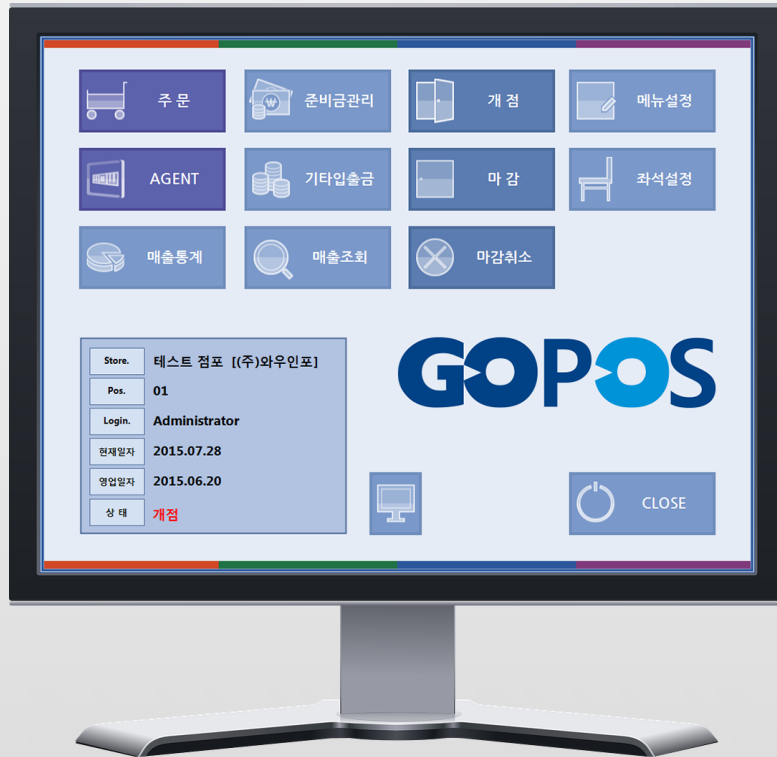 주 문
준비금관리
개 점
메뉴설정
AGENT
기타입출금
마 감
좌석설정
매출통계
매출조회
마감취소
Store. 테스트 점포 [(주)와우인포]
Pos. 01
Login. Administrator
현재일자 2015.07.28
영업일자 2015.06.20
상 태 개점
GOPOS
CLOSE